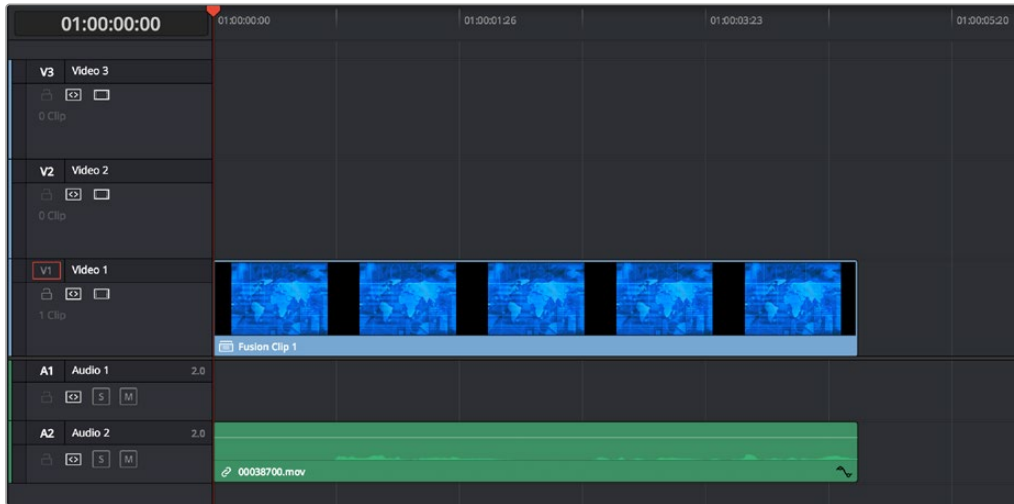 01:00:00:00
01:00:00:00 01:00:01:26 01:00:03:23 01:00:05:20
V3 Video 3
0 Clip
V2 Video 2
0 Clip
V1 Video 1
1 Clip
Fusion Clip 1
A1 Audio 1 2.0
S M
A2 Audio 2 2.0
S M
00038700.mov